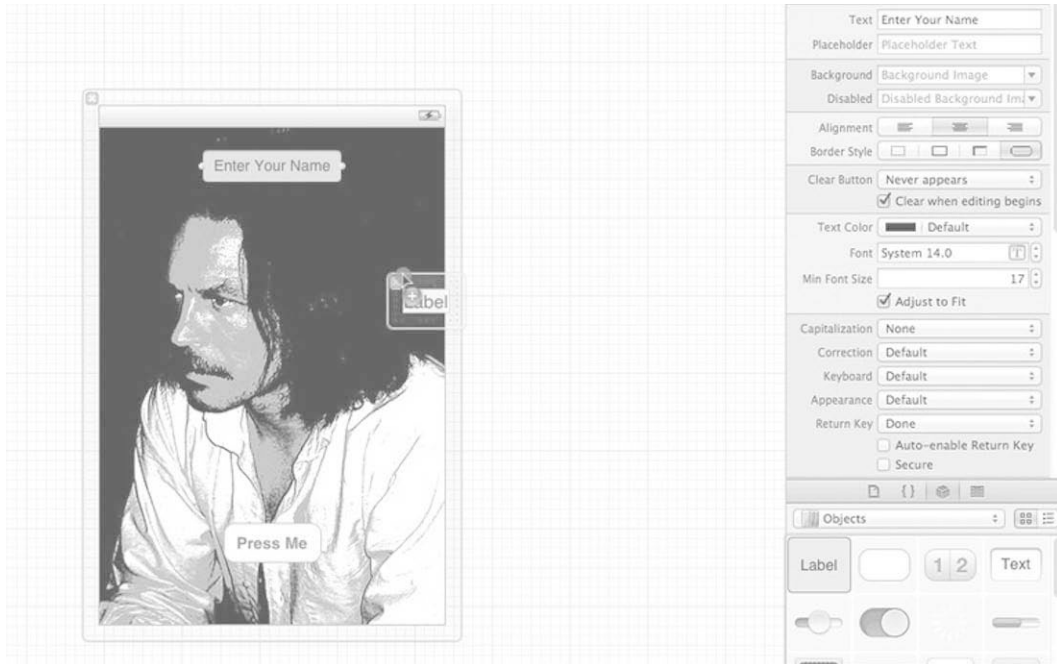 Text Enter Your Name
Placeholder Placeholder Text
Background Background Image
Disabled Disabled Background Ima
Alignment
Border Style
Clear Button Never appears
Clear when editing begins
Text Color Default
Font System 14.0 T
Min Font Size 17
Adjust to Fit
Capitalization None
Correction Default
Keyboard Default
Appearance Default
Return Key Done
Auto-enable Return Key
Secure
{}
Objects
Label 1 2 Text
Enter Your Name
Label
Press Me